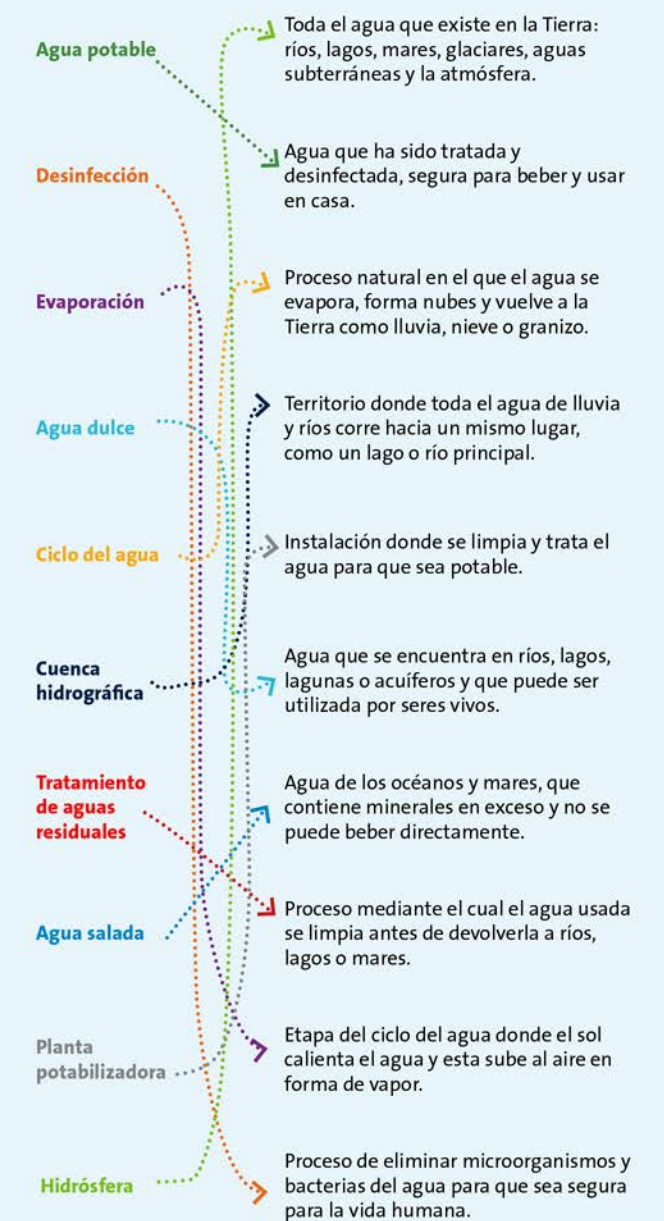 Agua potable
Desinfección
Evaporación
Agua dulce
Ciclo del agua
Cuenca
hidrográfica
Tratamiento
de aguas
residuales
Agua salada
Planta
potabilizadora
Hidrósfera
Toda el agua que existe en la Tierra:
ríos, lagos, mares, glaciares, aguas
subterráneas y la atmósfera.
Agua que ha sido tratada y
desinfectada, segura para beber y usar
en casa.
Proceso natural en el que el agua se
evapora, forma nubes y vuelve a la
Tierra como lluvia, nieve o granizo.
Territorio donde toda el agua de lluvia
y ríos corre hacia un mismo lugar,
como un lago o río principal.
Instalación donde se limpia y trata el
agua para que sea potable.
Agua que se encuentra en ríos, lagos,
lagunas o acuíferos y que puede ser
utilizada por seres vivos.
Agua de los océanos y mares, que
contiene minerales en exceso y no se
puede beber directamente.
Proceso mediante el cual el agua usada
se limpia antes de devolverla a ríos,
lagos o mares.
Etapa del ciclo del agua donde el sol
calienta el agua y esta sube al aire en
forma de vapor.
Proceso de eliminar microorganismos y
bacterias del agua para que sea segura
para la vida humana.